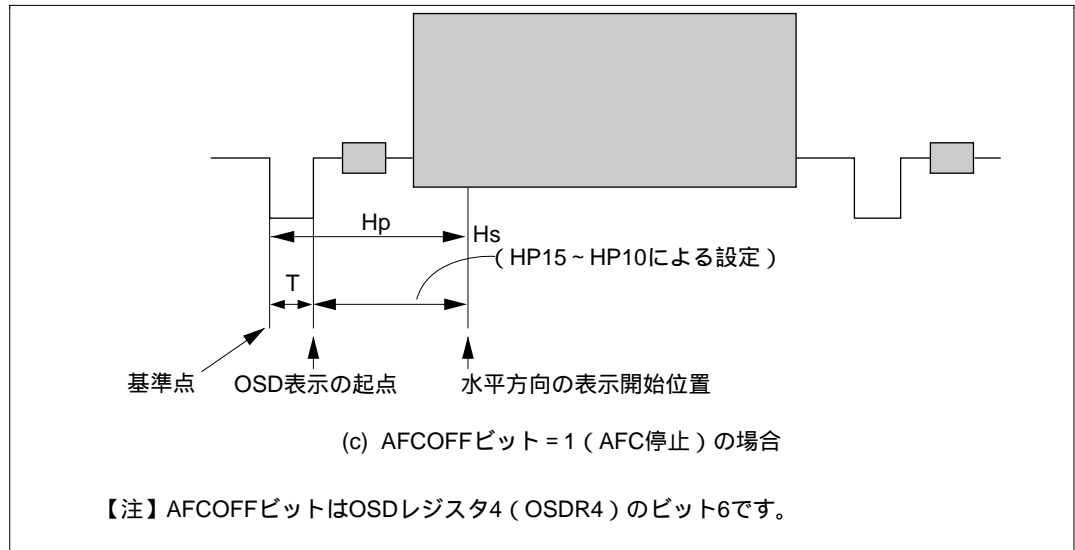 Hp
Hs
（HP15～HP10による設定）
T
基準点
OSD表示の起点
水平方向の表示開始位置
(c) AFCOFFビット = 1（AFC停止）の場合
【注】AFCOFFビットはOSDレジスタ4（OSDR4）のビット6です。